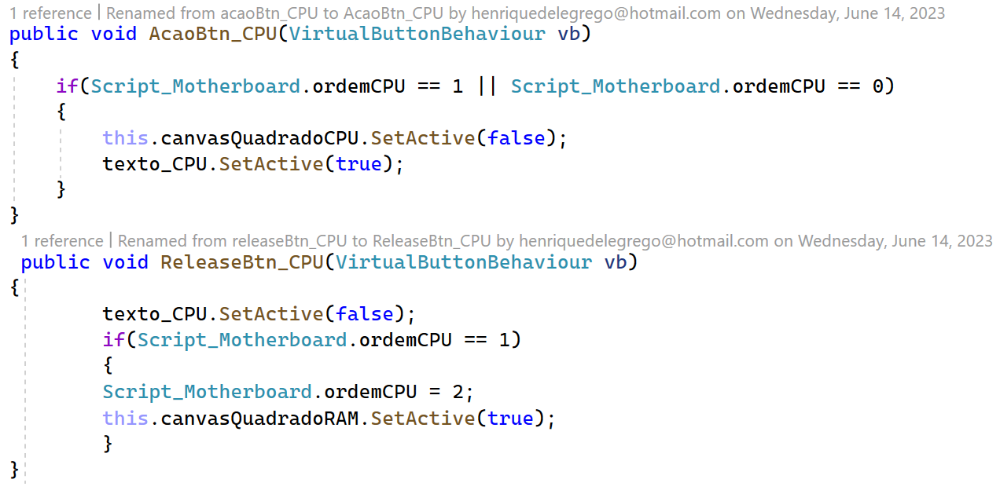 1 reference | Renamed from acaoBtn_CPU to AcaoBtn_CPU by henriquedelegrego@hotmail.com on Wednesday, June 14, 2023
public void AcaoBtn_CPU(VirtualButtonBehaviour vb)
{
if(Script_Motherboard.ordemCPU == 1 || Script_Motherboard.ordemCPU == 0)
{
this.canvasQuadradoCPU.SetActive(false);
texto_CPU.SetActive(true);
}
}
1 reference | Renamed from releaseBtn_CPU to ReleaseBtn_CPU by henriquedelegrego@hotmail.com on Wednesday, June 14, 2023
public void ReleaseBtn_CPU(VirtualButtonBehaviour vb)
{
texto_CPU.SetActive(false);
if(Script_Motherboard.ordemCPU == 1)
{
Script_Motherboard.ordemCPU = 2;
this.canvasQuadradoRAM.SetActive(true);
}
}